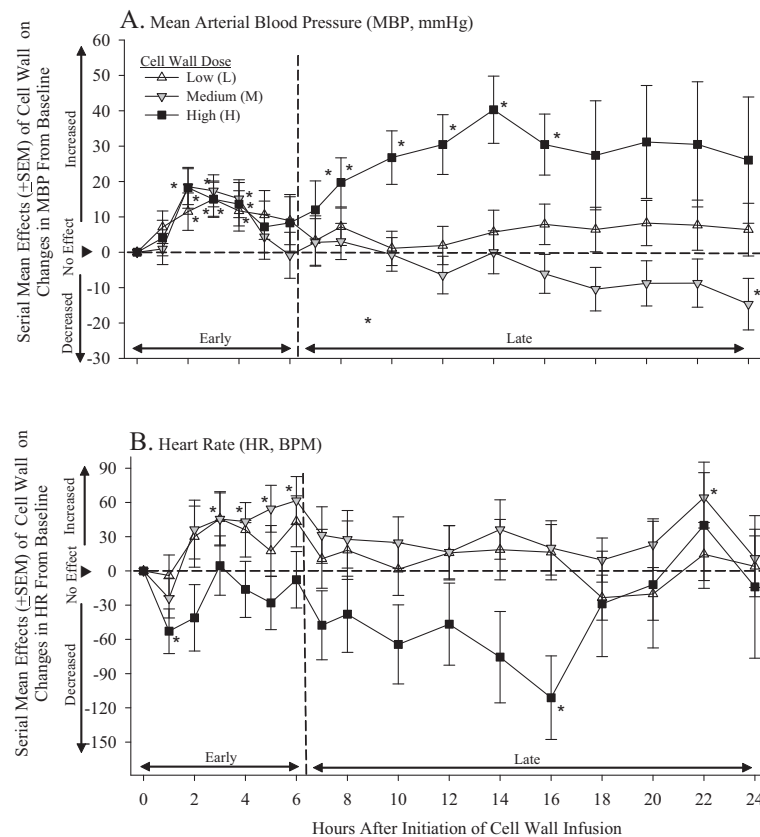 A. Mean Arterial Blood Pressure (MBP, mmHg)
Serial Mean Effects (±SEM) of Cell Wall on
Changes in MBP From Baseline
Decreased No Effect Increased
60
50
40
30
20
10
0
-10
-20
-30
Cell Wall Dose
Low (L)
Medium (M)
High (H)
* * * * * * * * * * * * * * * * *
Early Late
B. Heart Rate (HR, BPM)
Serial Mean Effects (±SEM) of Cell Wall on
Changes in HR From Baseline
Decreased No Effect Increased
90
60
30
0
-30
-60
-90
-120
-150
* * * * * * *
Early Late
0 2 4 6 8 10 12 14 16 18 20 22 24
Hours After Initiation of Cell Wall Infusion